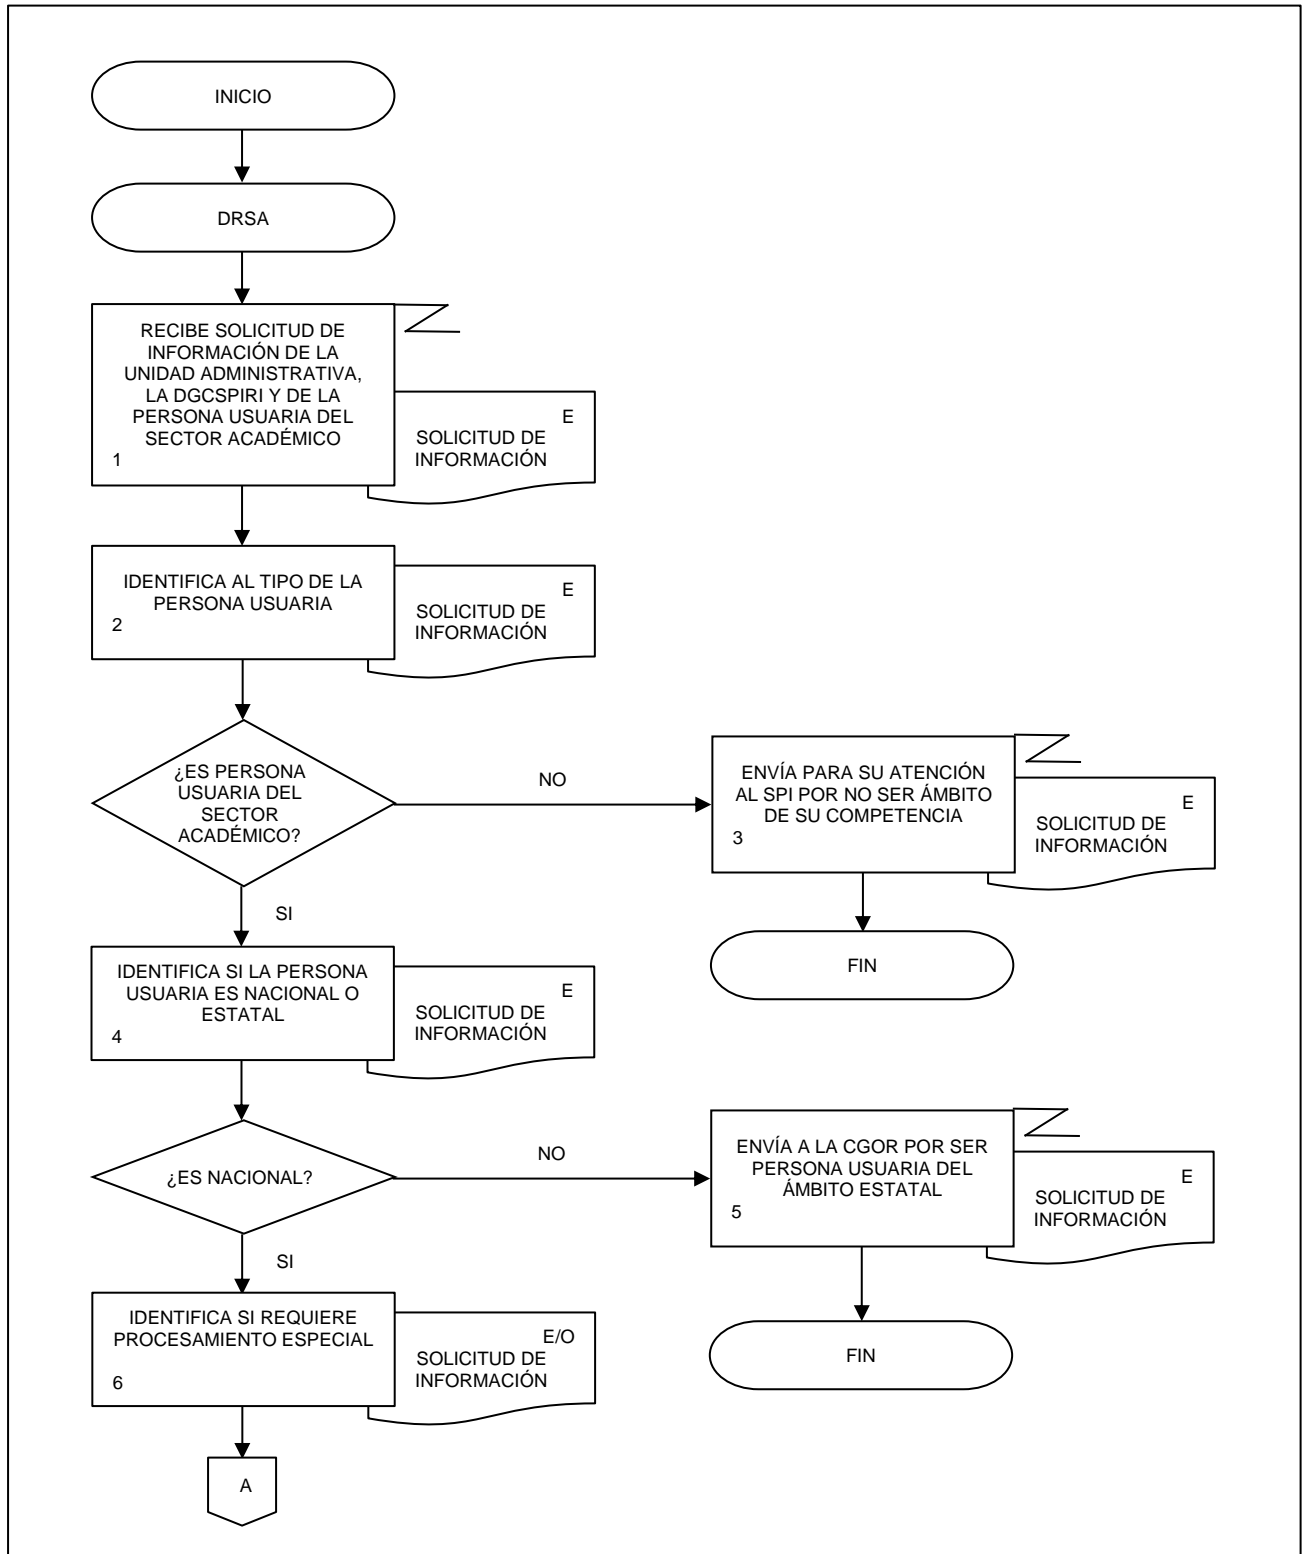 INICIO
DRSA
RECIBE SOLICITUD DE
INFORMACIÓN DE LA
UNIDAD ADMINISTRATIVA,
LA DGCSPIRI Y DE LA
PERSONA USUARIA DEL
SECTOR ACADÉMICO
1
E
SOLICITUD DE
INFORMACIÓN
IDENTIFICA AL TIPO DE LA
PERSONA USUARIA
2
E
SOLICITUD DE
INFORMACIÓN
¿ES PERSONA
USUARIA DEL
SECTOR
ACADÉMICO?
NO
ENVÍA PARA SU ATENCIÓN
AL SPI POR NO SER ÁMBITO
DE SU COMPETENCIA
3
E
SOLICITUD DE
INFORMACIÓN
FIN
SI
IDENTIFICA SI LA PERSONA
USUARIA ES NACIONAL O
ESTATAL
4
E
SOLICITUD DE
INFORMACIÓN
¿ES NACIONAL?
NO
ENVÍA A LA CGOR POR SER
PERSONA USUARIA DEL
ÁMBITO ESTATAL
5
E
SOLICITUD DE
INFORMACIÓN
FIN
SI
IDENTIFICA SI REQUIERE
PROCESAMIENTO ESPECIAL
6
E/O
SOLICITUD DE
INFORMACIÓN
A